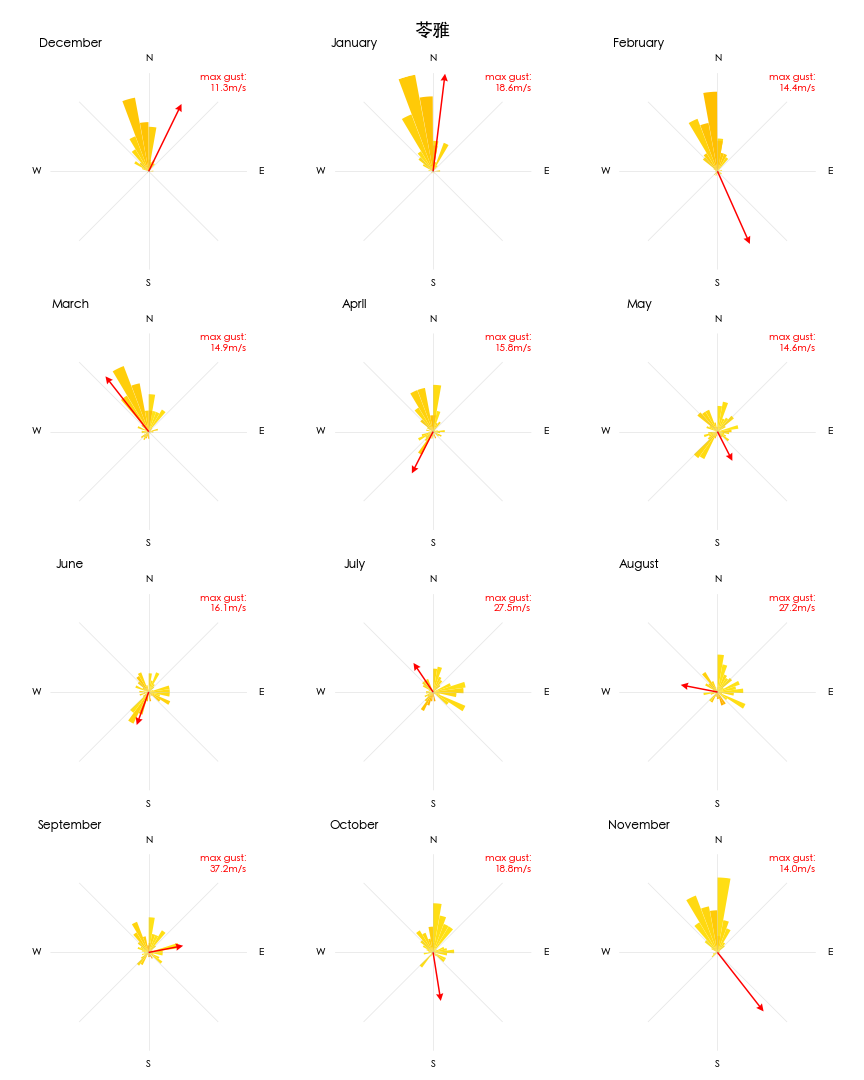 苓雅
December
N
max gust:
11.3m/s
W
E
S
January
N
max gust:
18.6m/s
W
E
S
February
N
max gust:
14.4m/s
W
E
S
March
N
max gust:
14.9m/s
W
E
S
April
N
max gust:
15.8m/s
W
E
S
May
N
max gust:
14.6m/s
W
E
S
June
N
max gust:
16.1m/s
W
E
S
July
N
max gust:
27.5m/s
W
E
S
August
N
max gust:
27.2m/s
W
E
S
September
N
max gust:
37.2m/s
W
E
S
October
N
max gust:
18.8m/s
W
E
S
November
N
max gust:
14.0m/s
W
E
S